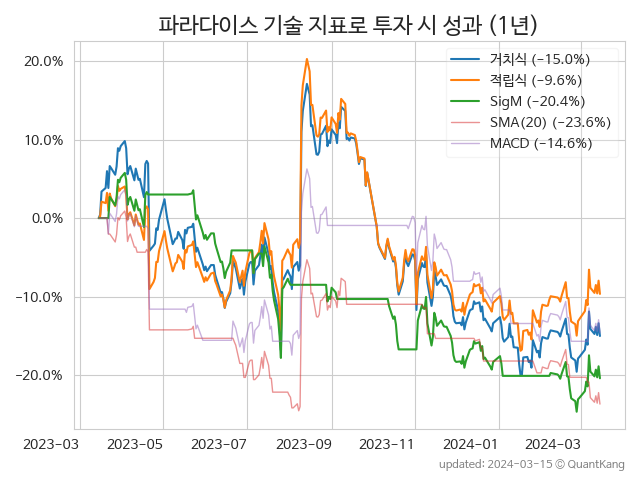 파라다이스 기술 지표로 투자 시 성과 (1년)
거치식 (−15.0%)
적립식 (−9.6%)
SigM (−20.4%)
SMA(20) (−23.6%)
MACD (−14.6%)
20.0%
10.0%
0.0%
−10.0%
−20.0%
2023-03 2023-05 2023-07 2023-09 2023-11 2024-01 2024-03
updated: 2024-03-15 ⓒ QuantKang